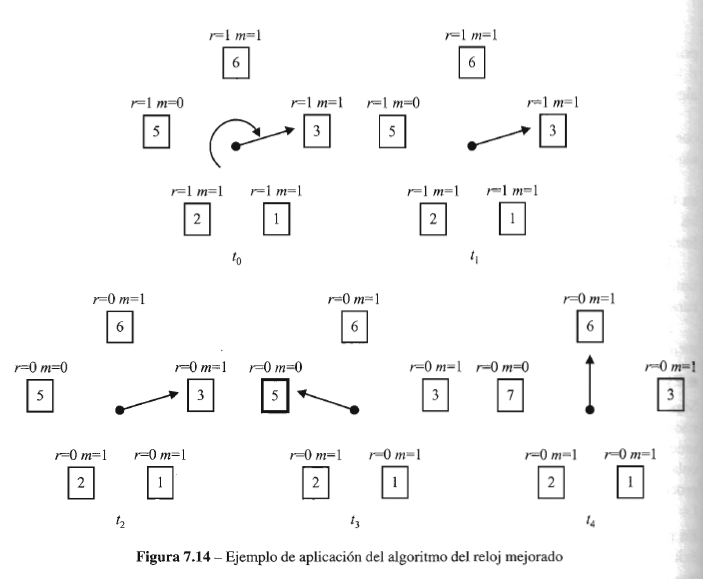 r=1 m=1 r=1 m=1
6 6
r=1 m=0 r=1 m=1 r=1 m=0 r=1 m=1
5 3 5 3
r=1 m=1 r=1 m=1 r=1 m=1 r=1 m=1
2 1 2 1
t0 t1
r=0 m=1 r=0 m=1 r=0 m=1
6 6 6
r=0 m=0 r=0 m=1 r=0 m=0 r=0 m=1 r=0 m=0 r=0 m=1
5 3 5 3 7 3
r=0 m=1 r=0 m=1 r=0 m=1 r=0 m=1 r=0 m=1 r=0 m=1
2 1 2 1 2 1
t2 t3 t4
Figura 7.14 – Ejemplo de aplicación del algoritmo del reloj mejorado